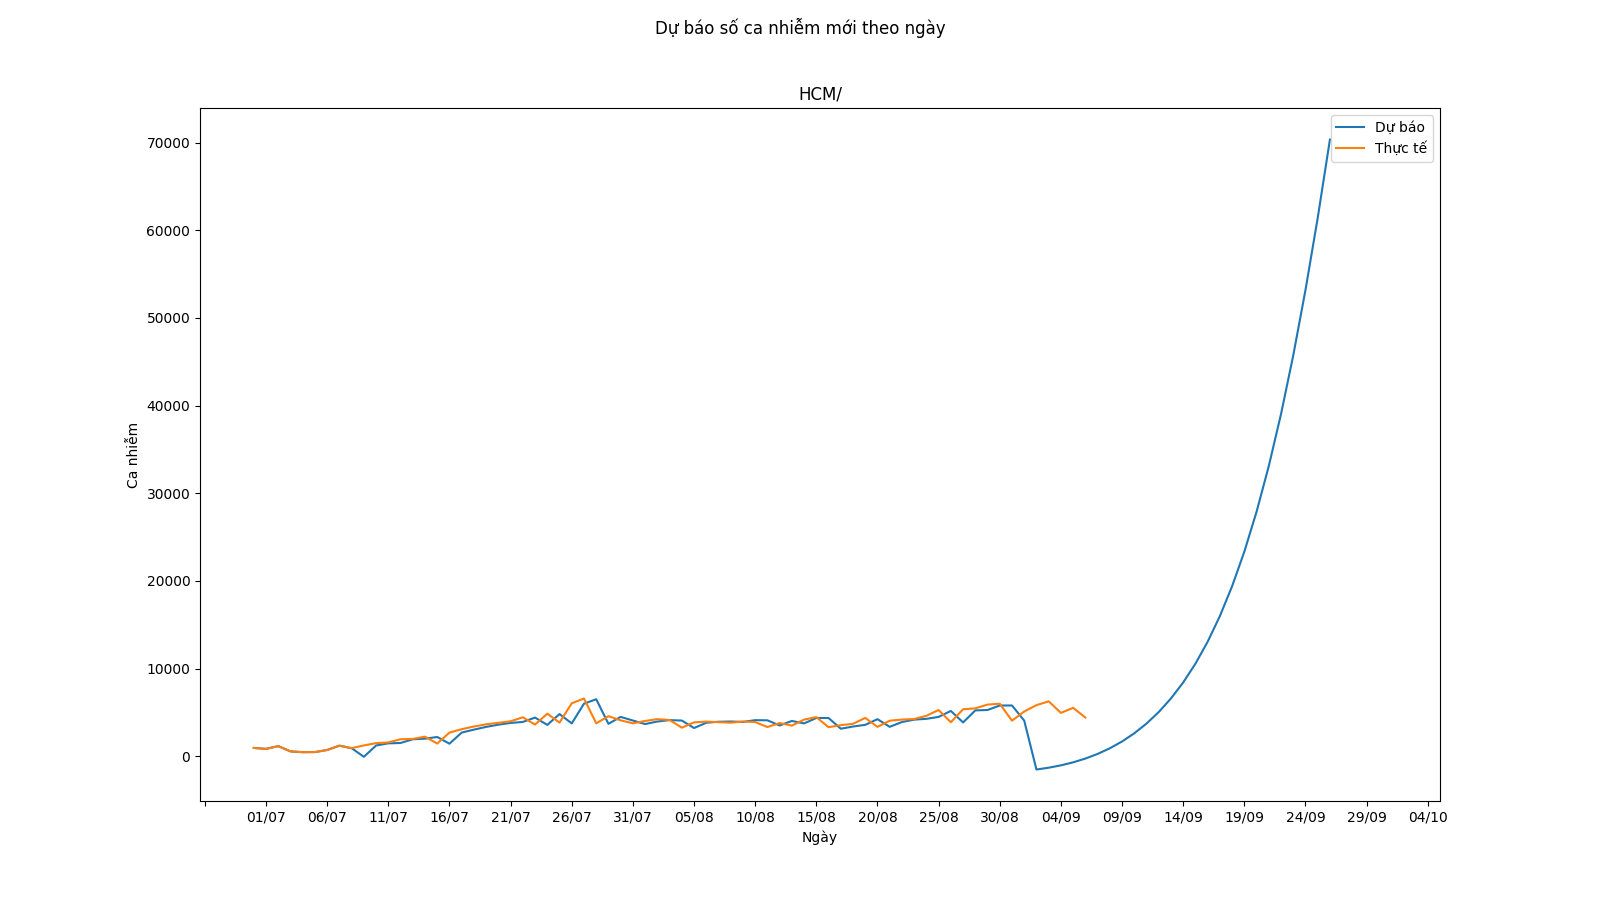 Dự báo số ca nhiễm mới theo ngày
HCM/
Dự báo
Thực tế
70000
60000
50000
40000
30000
20000
10000
0
Ca nhiễm
01/07 06/07 11/07 16/07 21/07 26/07 31/07 05/08 10/08 15/08 20/08 25/08 30/08 04/09 09/09 14/09 19/09 24/09 29/09 04/10
Ngày